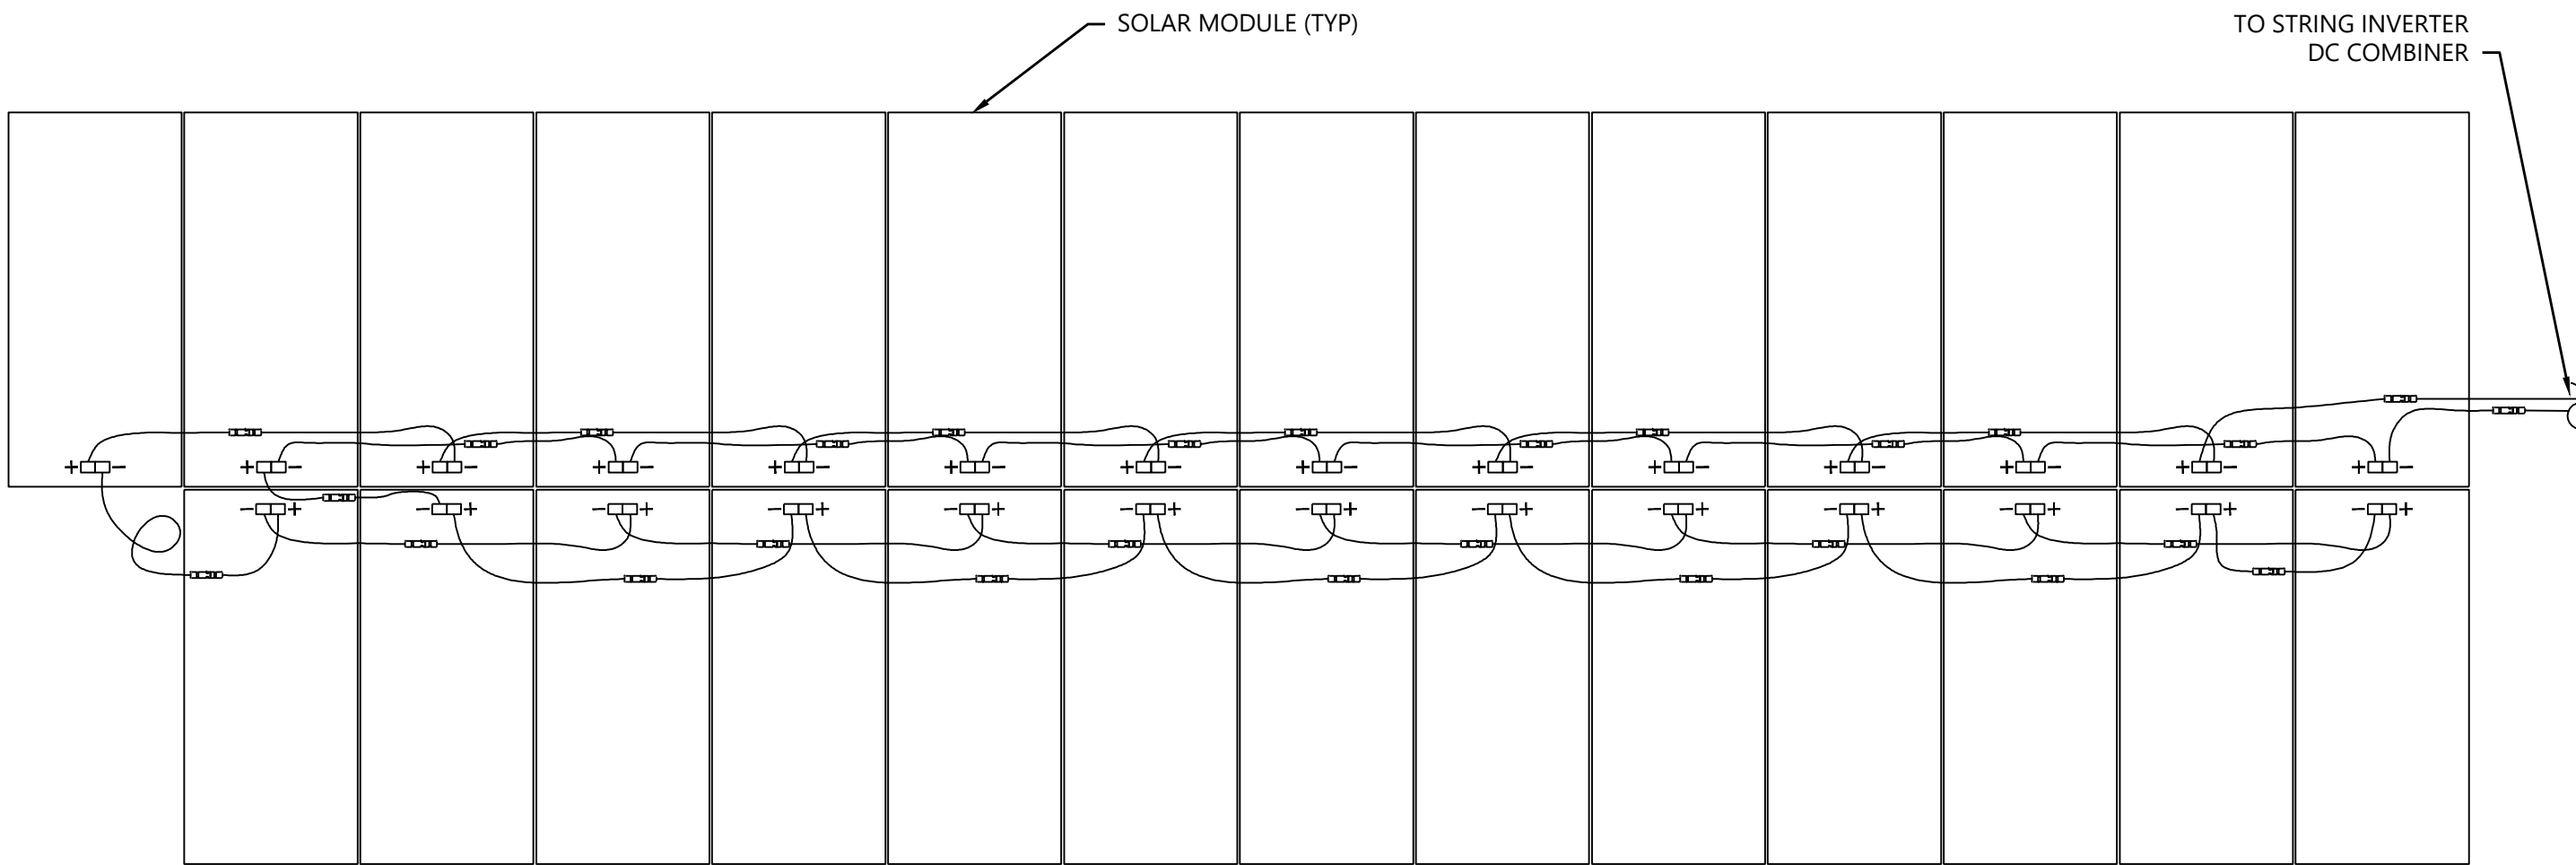 SOLAR MODULE (TYP)
TO STRING INVERTER
DC COMBINER
+ - + - + - + - + - + - + - + - + - + - + - + - + - + -
- + - + - + - + - + - + - + - + - + - + - + - + - +